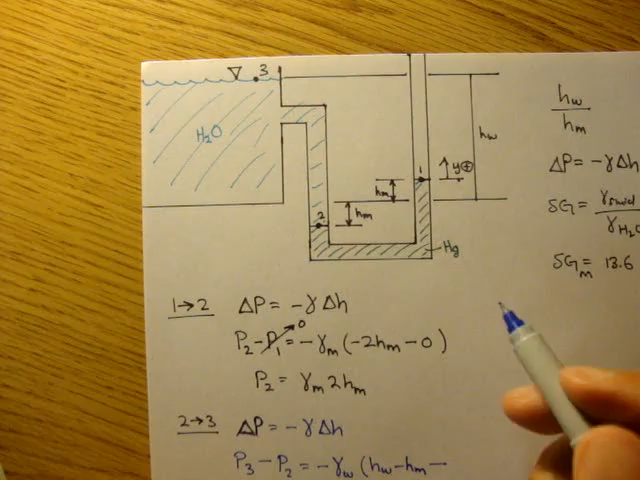 3
H₂O
hw
hm
1
y⊕
hm
2
Hg
hw
hm
ΔP = -γΔh
SG = γfluid
γH₂O
SGm = 13.6
1→2 ΔP = -γΔh
P₂ - P₁ 0 = -γm (-2hm - 0)
P₂ = γm 2hm
2→3 ΔP = -γΔh
P₃ - P₂ = -γw (hw - hm -